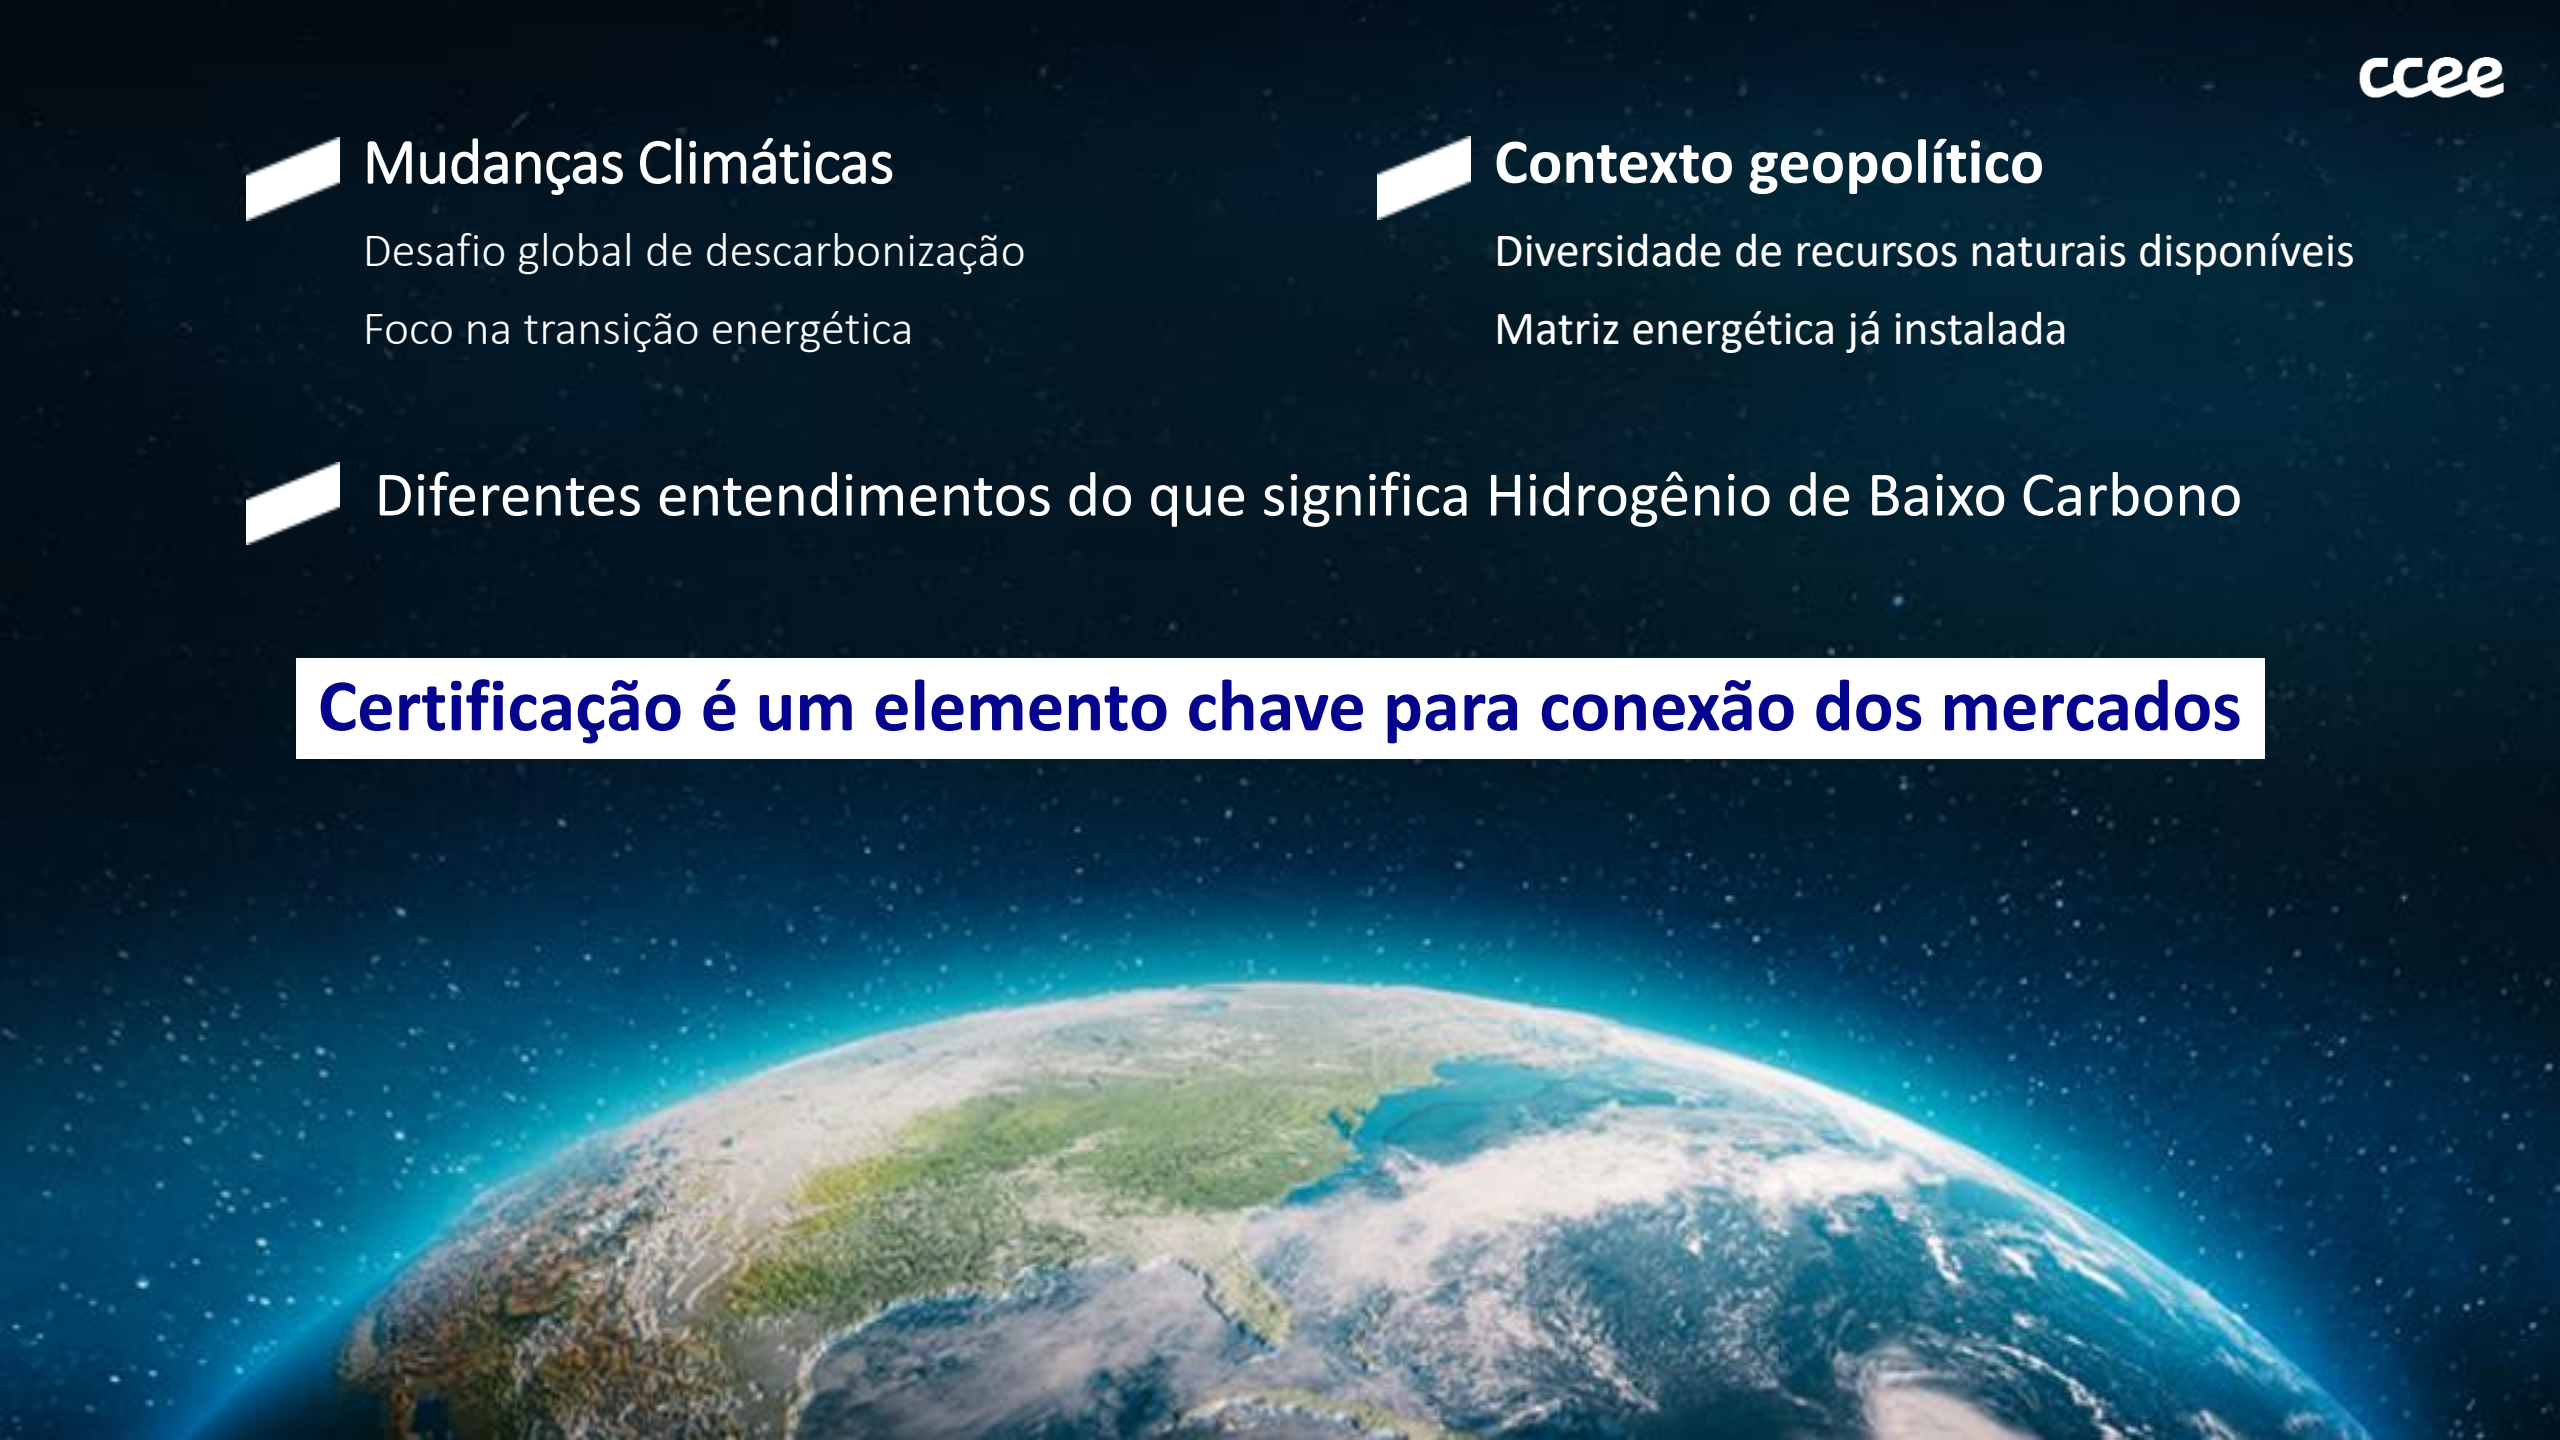 ccee
Mudanças Climáticas
Desafio global de descarbonização
Foco na transição energética
Contexto geopolítico
Diversidade de recursos naturais disponíveis
Matriz energética já instalada
Diferentes entendimentos do que significa Hidrogênio de Baixo Carbono
Certificação é um elemento chave para conexão dos mercados